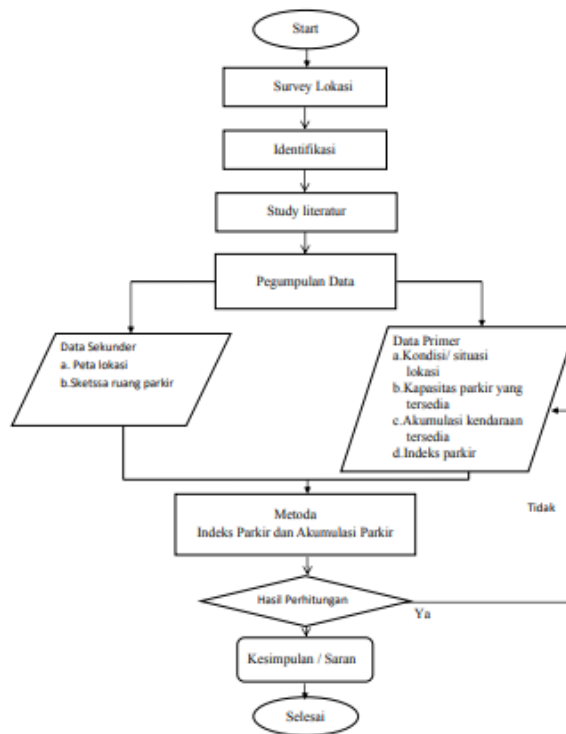 Start
Survey Lokasi
Identifikasi
Study literatur
Pegumpulan Data
Data Sekunder
a. Peta lokasi
b.Sketssa ruang parkir
Data Primer
a.Kondisi/ situasi
lokasi
b.Kapasitas parkir yang
tersedia
c.Akumulasi kendaraan
tersedia
d.Indeks parkir
Tidak
Metoda
Indeks Parkir dan Akumulasi Parkir
Hasil Perhitungan
Ya
Kesimpulan / Saran
Selesai